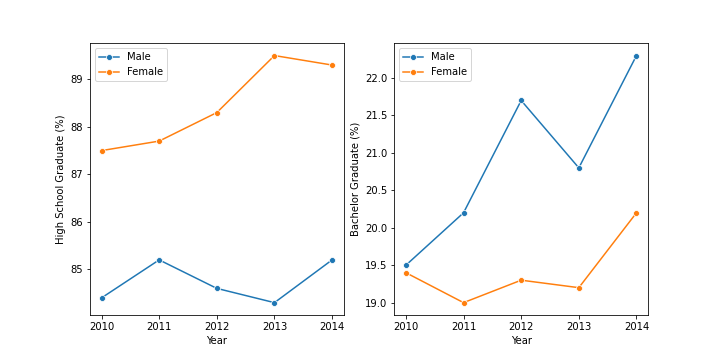 Male
Female
High School Graduate (%)
89
88
87
86
85
2010 2011 2012 2013 2014
Year
Male
Female
Bachelor Graduate (%)
22.0
21.5
21.0
20.5
20.0
19.5
19.0
2010 2011 2012 2013 2014
Year